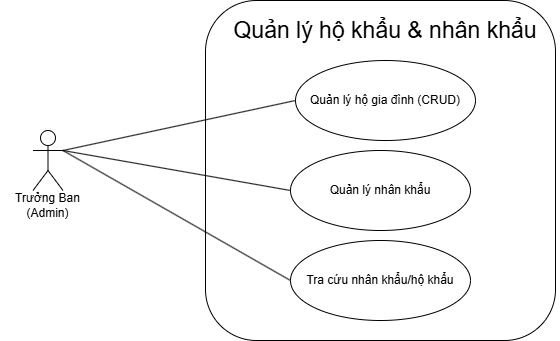 Quản lý hộ khẩu & nhân khẩu
Quản lý hộ gia đình (CRUD)
Quản lý nhân khẩu
Trưởng Ban
(Admin)
Tra cứu nhân khẩu/hộ khẩu